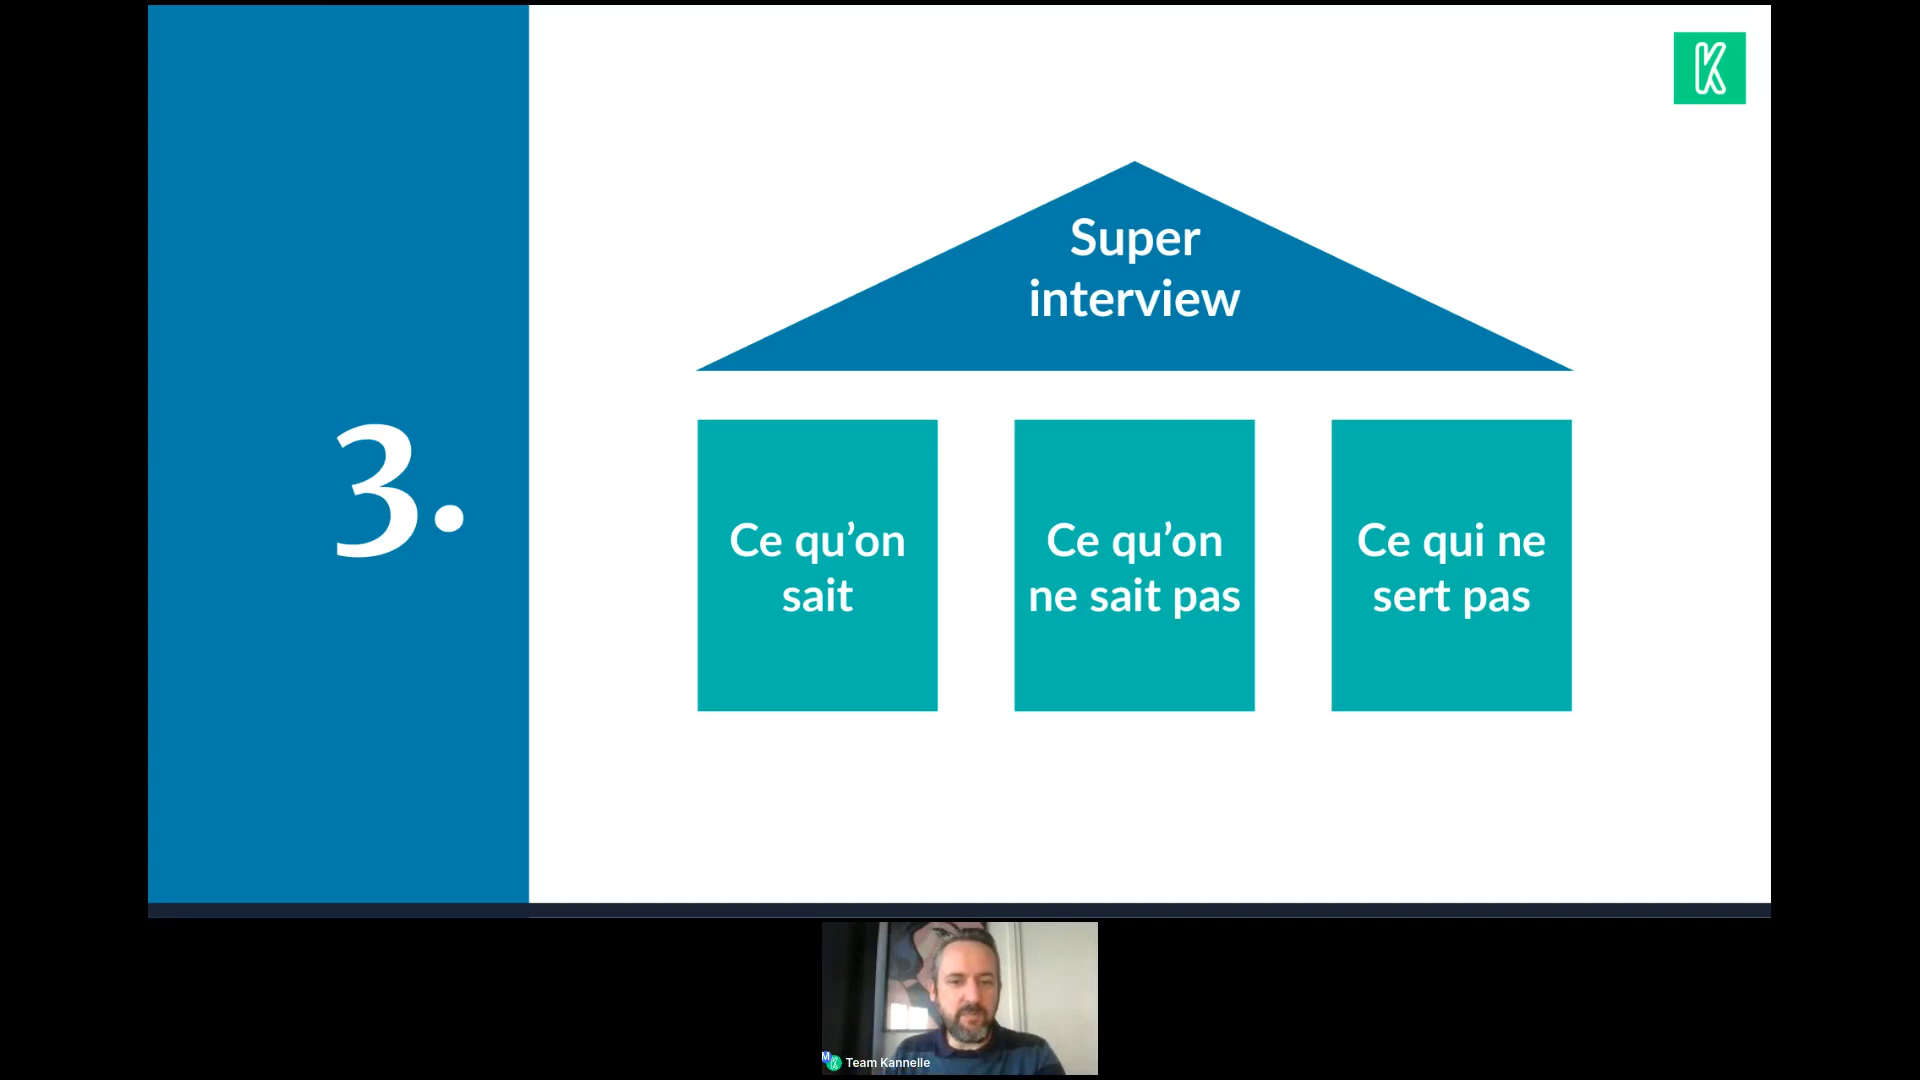 K
3.
Super
interview
Ce qu’on
sait
Ce qu’on
ne sait pas
Ce qui ne
sert pas
M
Team Kannelle